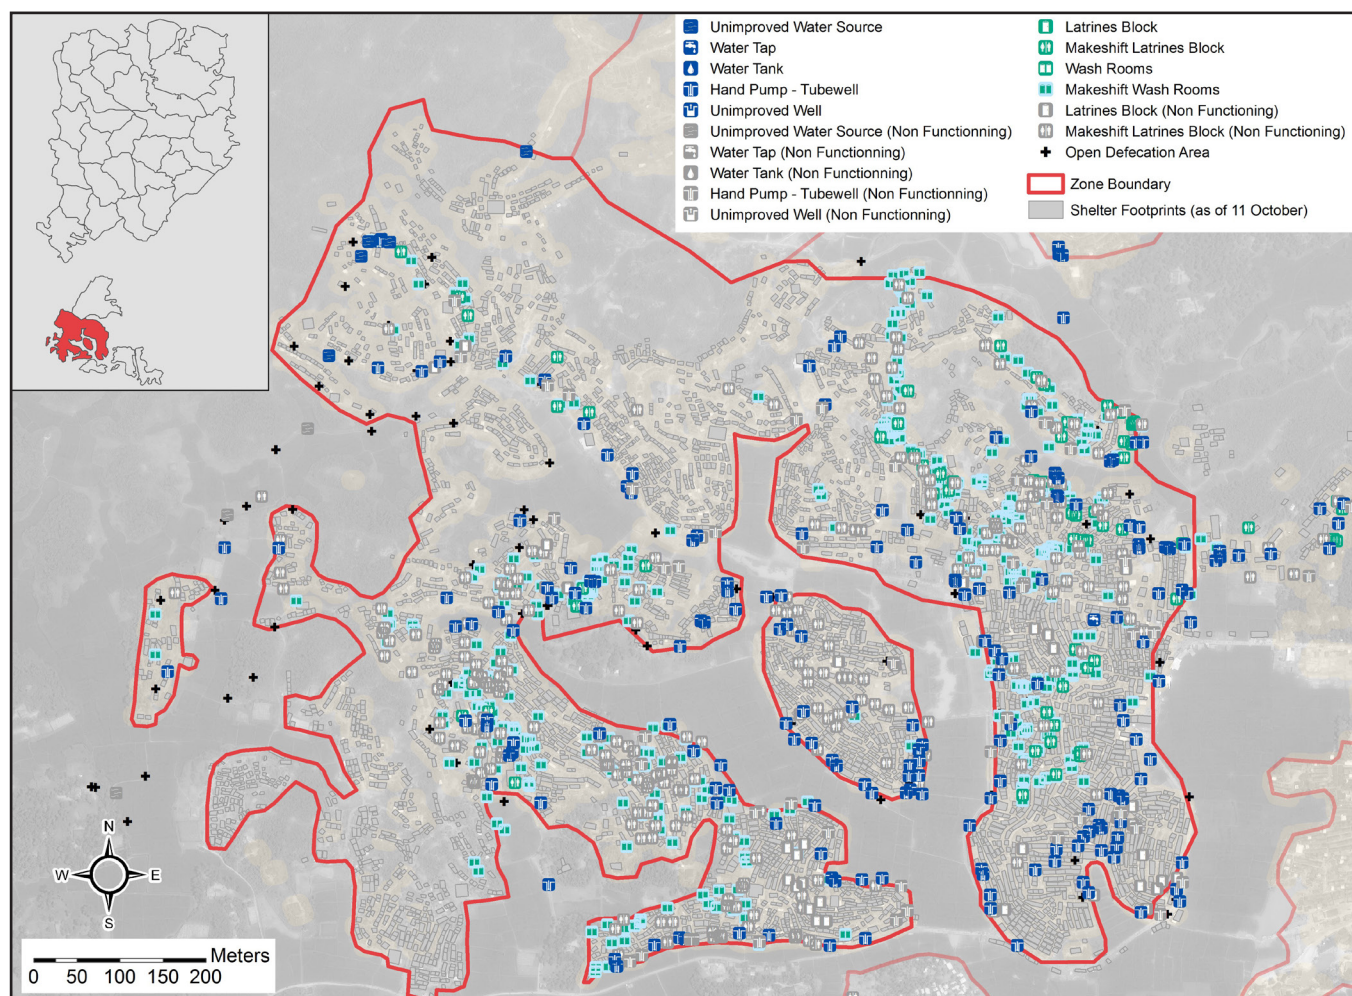 Unimproved Water Source
Water Tap
Water Tank
Hand Pump - Tubewell
Unimproved Well
Unimproved Water Source (Non Functionning)
Water Tap (Non Functionning)
Water Tank (Non Functionning)
Hand Pump - Tubewell (Non Functionning)
Unimproved Well (Non Functionning)
Latrines Block
Makeshift Latrines Block
Wash Rooms
Makeshift Wash Rooms
Latrines Block (Non Functioning)
Makeshift Latrines Block (Non Functioning)
Open Defecation Area
Zone Boundary
Shelter Footprints (as of 11 October)
N
W E
S
Meters
0 50 100 150 200